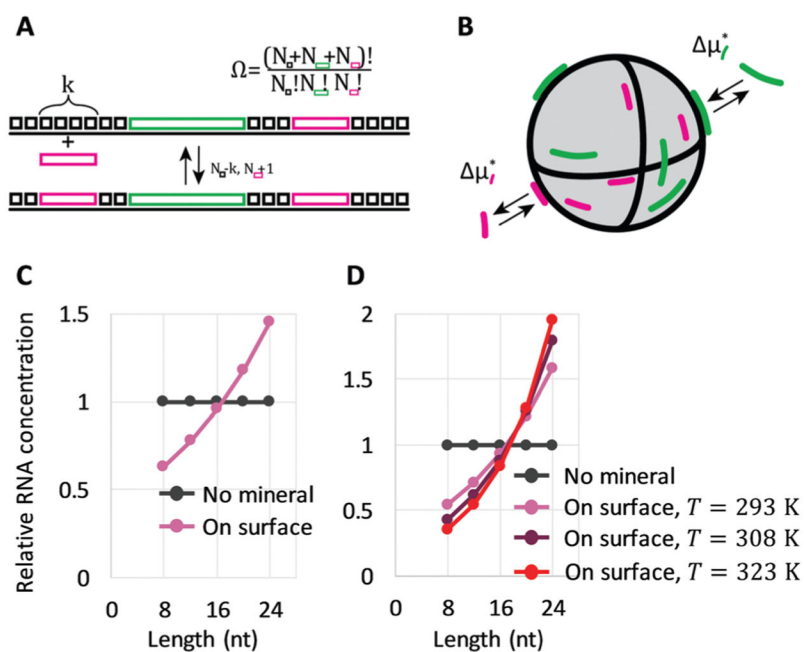 A
k
Ω=(N□+N□+N□)!
N□!N□! N□!
+
N□-k, N□+1
B
Δμ*
Δμ*
C
Relative RNA concentration
1.5
1
0.5
0
No mineral
On surface
0 8 16 24
Length (nt)
D
2
1.5
1
0.5
0
No mineral
On surface, T = 293 K
On surface, T = 308 K
On surface, T = 323 K
0 8 16 24
Length (nt)